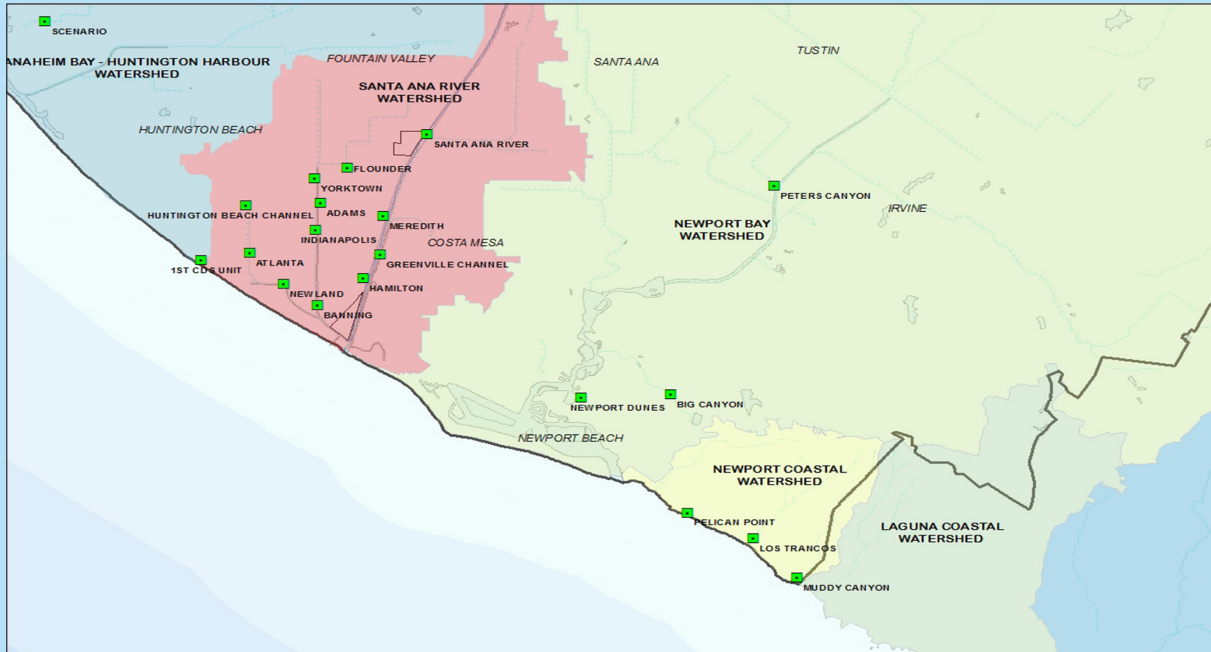 SCENARIO
ANAHEIM BAY - HUNTINGTON HARBOUR
WATERSHED
FOUNTAIN VALLEY
SANTA ANA
TUSTIN
SANTA ANA RIVER
WATERSHED
HUNTINGTON BEACH
SANTA ANA RIVER
FLOUNDER
YORKTOWN
PETERS CANYON
HUNTINGTON BEACH CHANNEL
ADAMS
IRVINE
MEREDITH
NEWPORT BAY
WATERSHED
INDIANAPOLIS
COSTA MESA
ATLANTA
GREENVILLE CHANNEL
1ST CDS UNIT
HAMILTON
NEWLAND
BANNING
NEWPORT DUNES
BIG CANYON
NEWPORT BEACH
NEWPORT COASTAL
WATERSHED
PELICAN POINT
LAGUNA COASTAL
WATERSHED
LOS TRANCOS
MUDDY CANYON